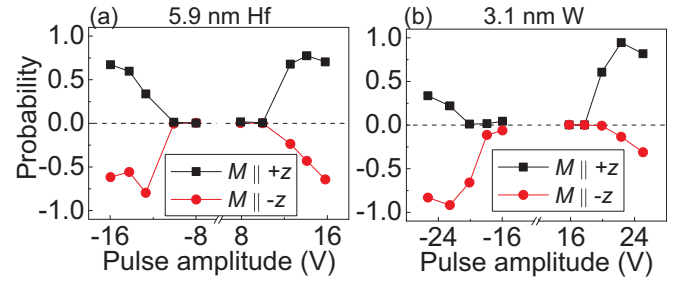 (a) 5.9 nm Hf
(b) 3.1 nm W
Probability
1.0
0.5
0.0
-0.5
-1.0
M || +z
M || -z
-16
-8
8
16
Pulse amplitude (V)
1.0
0.5
0.0
-0.5
-1.0
M || +z
M || -z
-24
-16
16
24
Pulse amplitude (V)